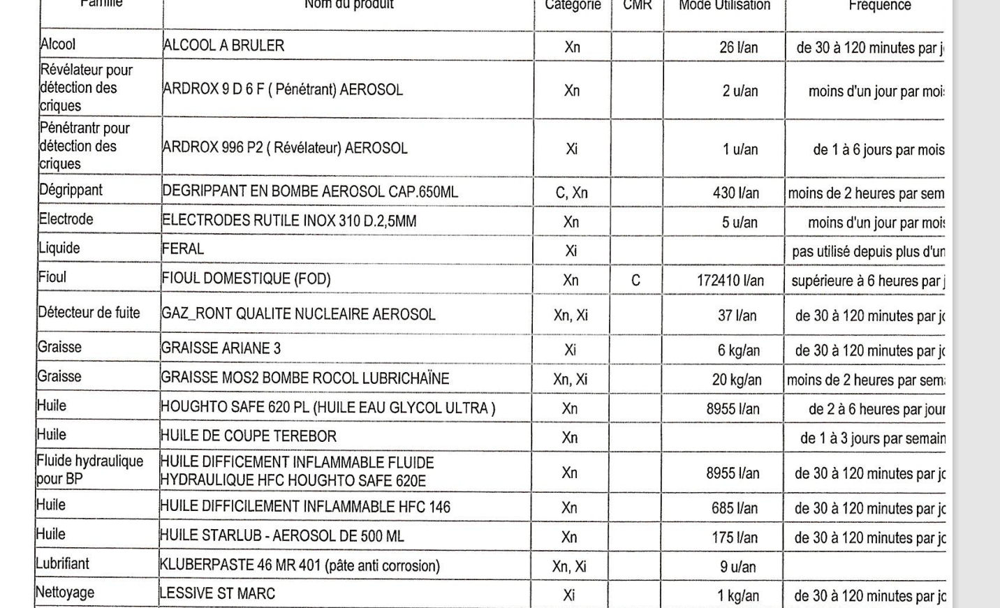 Famille Nom du produit Catégorie CMR Mode Utilisation Fréquence
Alcool ALCOOL A BRULER Xn 26 l/an de 30 à 120 minutes par j
Révélateur pour
détection des
criques ARDROX 9 D 6 F ( Pénétrant) AEROSOL Xn 2 u/an moins d'un jour par mois
Pénétrantr pour
détection des
criques ARDROX 996 P2 ( Révélateur) AEROSOL Xi 1 u/an de 1 à 6 jours par mois
Dégrippant DEGRIPPANT EN BOMBE AEROSOL CAP.650ML C, Xn 430 l/an moins de 2 heures par sem
Electrode ELECTRODES RUTILE INOX 310 D.2,5MM Xn 5 u/an moins d'un jour par mois
Liquide FERAL Xi pas utilisé depuis plus d'un
Fioul FIOUL DOMESTIQUE (FOD) Xn C 172410 l/an supérieure à 6 heures par j
Détecteur de fuite GAZ_RONT QUALITE NUCLEAIRE AEROSOL Xn, Xi 37 l/an de 30 à 120 minutes par jo
Graisse GRAISSE ARIANE 3 Xi 6 kg/an de 30 à 120 minutes par jo
Graisse GRAISSE MOS2 BOMBE ROCOL LUBRICHAÏNE Xn, Xi 20 kg/an moins de 2 heures par sema
Huile HOUGHTO SAFE 620 PL (HUILE EAU GLYCOL ULTRA ) Xn 8955 l/an de 2 à 6 heures par jour
Huile HUILE DE COUPE TEREBOR Xn de 1 à 3 jours par semain
Fluide hydraulique
pour BP HUILE DIFFICEMENT INFLAMMABLE FLUIDE
HYDRAULIQUE HFC HOUGHTO SAFE 620E Xn 8955 l/an de 30 à 120 minutes par jo
Huile HUILE DIFFICILEMENT INFLAMMABLE HFC 146 Xn 685 l/an de 30 à 120 minutes par jo
Huile HUILE STARLUB - AEROSOL DE 500 ML Xn 175 l/an de 30 à 120 minutes par jo
Lubrifiant KLUBERPASTE 46 MR 401 (pâte anti corrosion) Xn, Xi 9 u/an
Nettoyage LESSIVE ST MARC Xi 1 kg/an de 30 à 120 minutes par jo